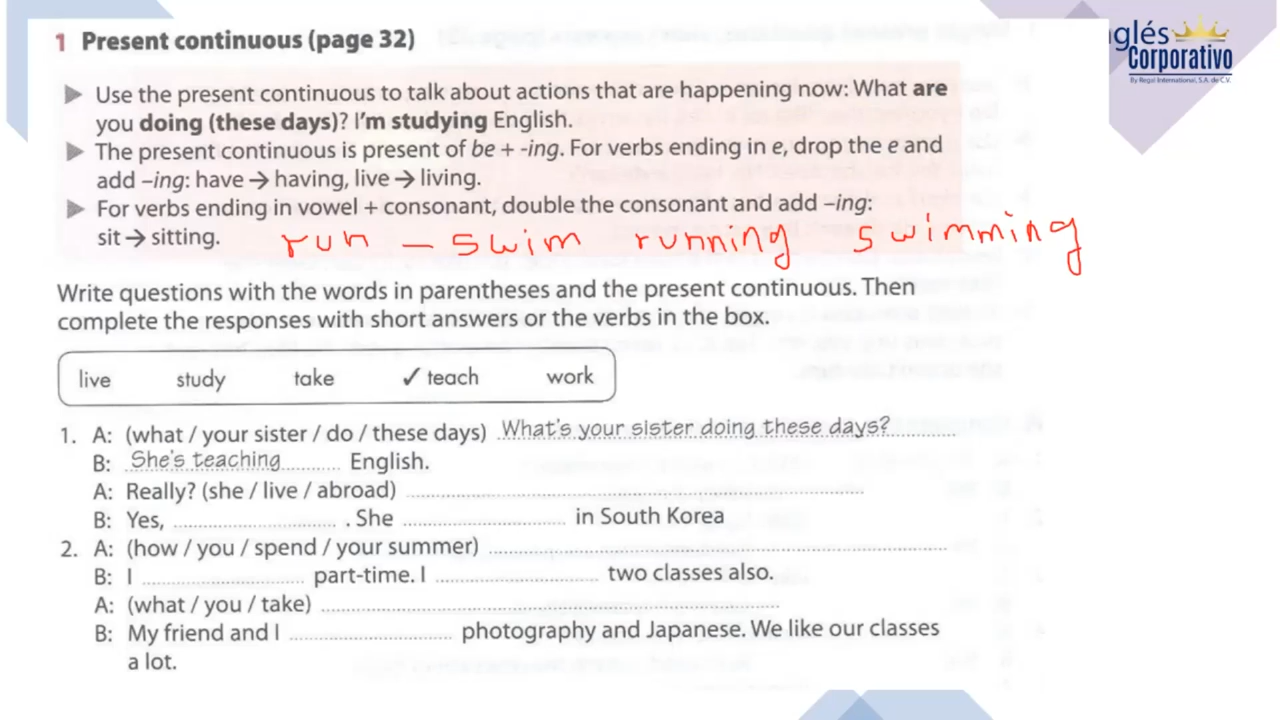 1 Present continuous (page 32)
nglés
Corporativo
By Regal International, S.A. de C.V.
▶ Use the present continuous to talk about actions that are happening now: What are
you doing (these days)? I'm studying English.
▶ The present continuous is present of be + -ing. For verbs ending in e, drop the e and
add –ing: have → having, live → living.
▶ For verbs ending in vowel + consonant, double the consonant and add –ing:
sit → sitting. run – swim running swimming
Write questions with the words in parentheses and the present continuous. Then
complete the responses with short answers or the verbs in the box.
live study take ✓ teach work
1. A: (what / your sister / do / these days) What's your sister doing these days?
B: She's teaching English.
A: Really? (she / live / abroad) ....................
B: Yes, .................... . She .................... in South Korea
2. A: (how / you / spend / your summer) ....................
B: I .................... part-time. I .................... two classes also.
A: (what / you / take) ....................
B: My friend and I .................... photography and Japanese. We like our classes
a lot.